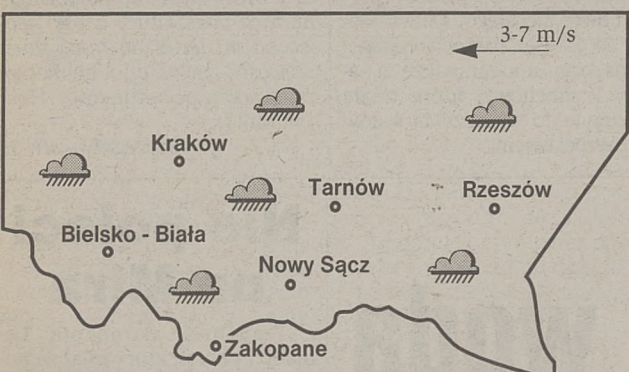 3-7 m/s
Kraków
Tarnów
Rzeszów
Bielsko - Biała
Nowy Sącz
Zakopane